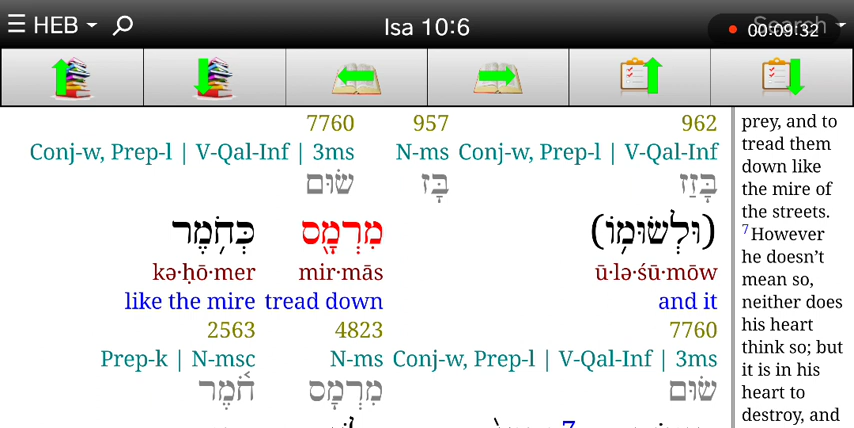 ☰ HEB Isa 10:6 Search
00:09:32
7760 957 962
Conj-w, Prep-l | V-Qal-Inf | 3ms N-ms Conj-w, Prep-l | V-Qal-Inf
בָּזַז בָּז שׂוּם
(וּלְשׂוּמ֥וֹ) מִרְמָ֖ס כְּחֹ֥מֶר
kə·ḥō·mer mir·mās ū·lə·śū·mōw
like the mire tread down and it
2563 4823 7760
Prep-k | N-msc N-ms Conj-w, Prep-l | V-Qal-Inf | 3ms
שׂוּם מִרְמָס חֹ֫מֶר
7
prey, and to
tread them
down like
the mire of
the streets.
7However
he doesn’t
mean so,
neither does
his heart
think so; but
it is in his
heart to
destroy, and